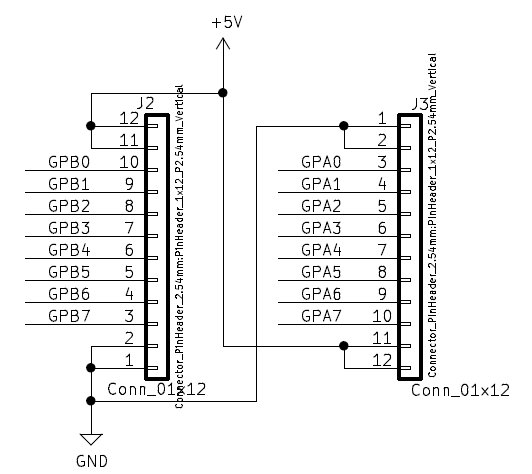 +5V
J2
12
11
GPB0 10
GPB1 9
GPB2 8
GPB3 7
GPB4 6
GPB5 5
GPB6 4
GPB7 3
2
1
Conn_01x12
Connector_PinHeader_2.54mm:PinHeader_1x12_P2.54mm_Vertical
GND
J3
1
2
GPA0 3
GPA1 4
GPA2 5
GPA3 6
GPA4 7
GPA5 8
GPA6 9
GPA7 10
11
12
Conn_01x12
Connector_PinHeader_2.54mm:PinHeader_1x12_P2.54mm_Vertical